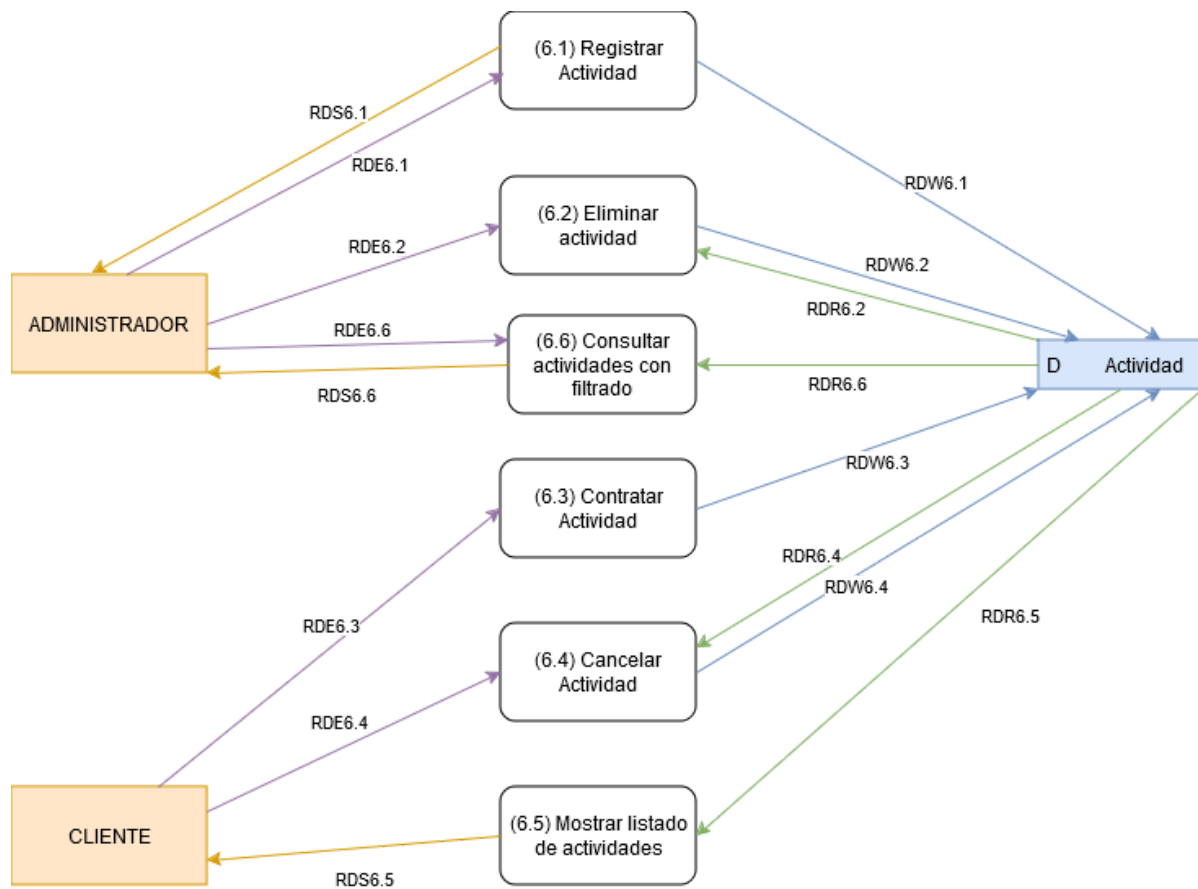 (6.1) Registrar
Actividad
RDS6.1
RDE6.1
RDW6.1
(6.2) Eliminar
actividad
RDE6.2
RDW6.2
RDR6.2
ADMINISTRADOR
RDE6.6
(6.6) Consultar
actividades con
filtrado
RDS6.6
RDR6.6
D Actividad
RDW6.3
(6.3) Contratar
Actividad
RDR6.4
RDW6.4
RDE6.3
RDR6.5
(6.4) Cancelar
Actividad
RDE6.4
CLIENTE
(6.5) Mostrar listado
de actividades
RDS6.5